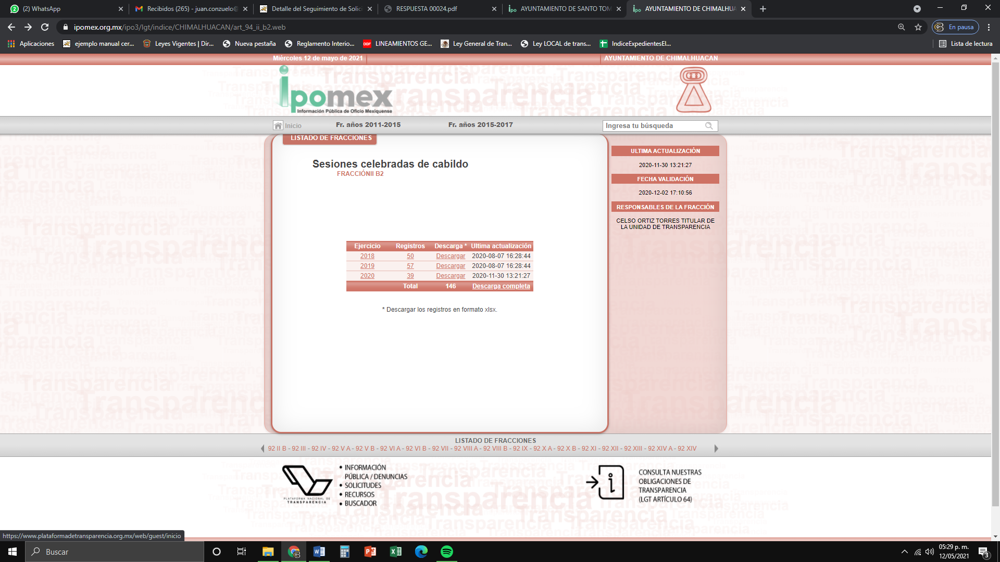 (2) WhatsApp
Recibidos (265) - juan.conzuelo@
Detalle del Seguimiento de Solici
RESPUESTA 00024.pdf
AYUNTAMIENTO DE SANTO TOM
AYUNTAMIENTO DE CHIMALHUA
ipomex.org.mx/ipo3/lgt/indice/CHIMALHUACAN/art_94_ii_b2.web
En pausa
Aplicaciones
ejemplo manual cer...
Leyes Vigentes | Dir...
Nueva pestaña
Reglamento Interio...
LINEAMIENTOS GE...
Ley General de Tran...
Ley LOCAL de trans...
IndiceExpedientesEl...
Lista de lectura
Miércoles 12 de mayo de 2021
AYUNTAMIENTO DE CHIMALHUACAN
ipomex
Información Pública de Oficio Mexiquense
Inicio
Fr. años 2011-2015
Fr. años 2015-2017
Ingresa tu búsqueda
LISTADO DE FRACCIONES
Sesiones celebradas de cabildo
FRACCIÓNII B2
Ejercicio Registros Descarga * Ultima actualización
2018 50 Descargar 2020-08-07 16:28:44
2019 57 Descargar 2020-08-07 16:28:44
2020 39 Descargar 2020-11-30 13:21:27
Total 146 Descarga completa
* Descargar los registros en formato xlsx.
ULTIMA ACTUALIZACIÓN
2020-11-30 13:21:27
FECHA VALIDACIÓN
2020-12-02 17:10:56
RESPONSABLES DE LA FRACCIÓN
CELSO ORTIZ TORRES TITULAR DE
LA UNIDAD DE TRANSPARENCIA
LISTADO DE FRACCIONES
92 II B - 92 III - 92 IV - 92 V A - 92 V B - 92 VI A - 92 VI B - 92 VII - 92 VIII A - 92 VIII B - 92 IX - 92 X A - 92 X B - 92 XI - 92 XII - 92 XIII - 92 XIV A - 92 XIV
PLATAFORMA NACIONAL DE
TRANSPARENCIA
• INFORMACIÓN
PÚBLICA / DENUNCIAS
• SOLICITUDES
• RECURSOS
• BUSCADOR
CONSULTA NUESTRAS
OBLIGACIONES DE
TRANSPARENCIA
(LGT ARTÍCULO 64)
https://www.plataformadetransparencia.org.mx/web/guest/inicio
Buscar
05:29 p. m.
12/05/2021
3